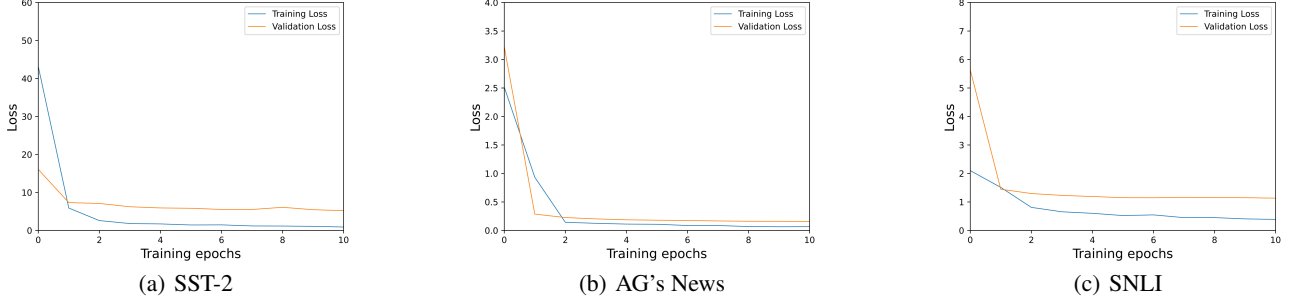 60
50
40
30
20
10
0
0 2 4 6 8 10
Loss
Training epochs
Training Loss
Validation Loss
(a) SST-2
4.0
3.5
3.0
2.5
2.0
1.5
1.0
0.5
0.0
0 2 4 6 8 10
Loss
Training epochs
Training Loss
Validation Loss
(b) AG's News
8
7
6
5
4
3
2
1
0
0 2 4 6 8 10
Loss
Training epochs
Training Loss
Validation Loss
(c) SNLI